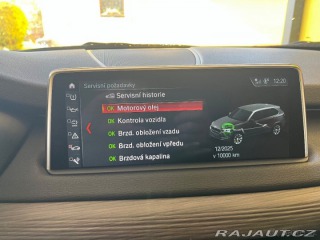 Servisní požadavky
12:20
Servisní historie
OK Motorový olej
OK Kontrola vozidla
OK Brzd. obložení vzadu
OK Brzd. obložení vpředu
OK Brzdová kapalina
12/2025
v 10000 km
RAJAUT.CZ